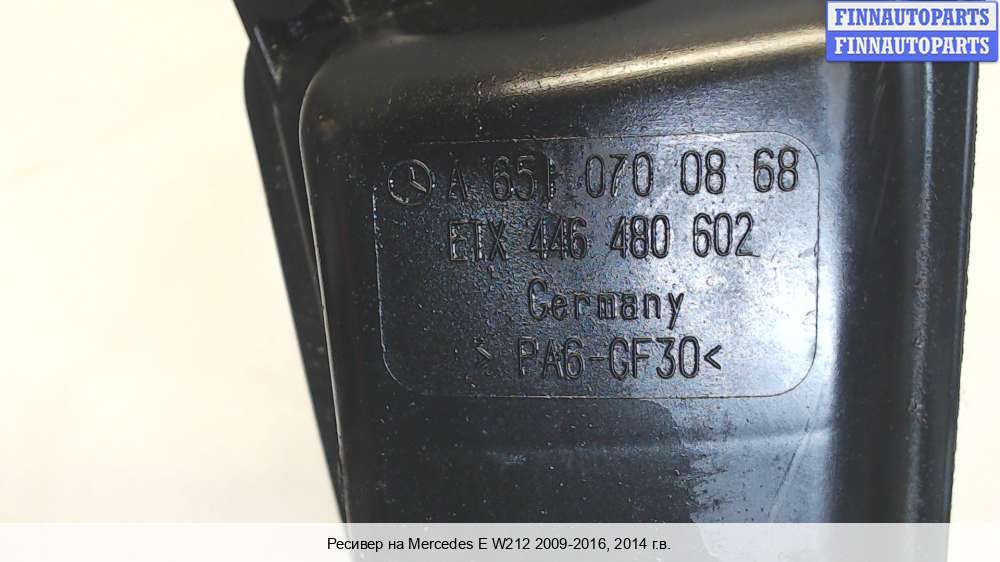 FINNAUTOPARTS
FINNAUTOPARTS
A 651 070 08 68
ETX 446 480 602
Germany
> PA6-GF30<
Ресивер на Mercedes E W212 2009-2016, 2014 г.в.